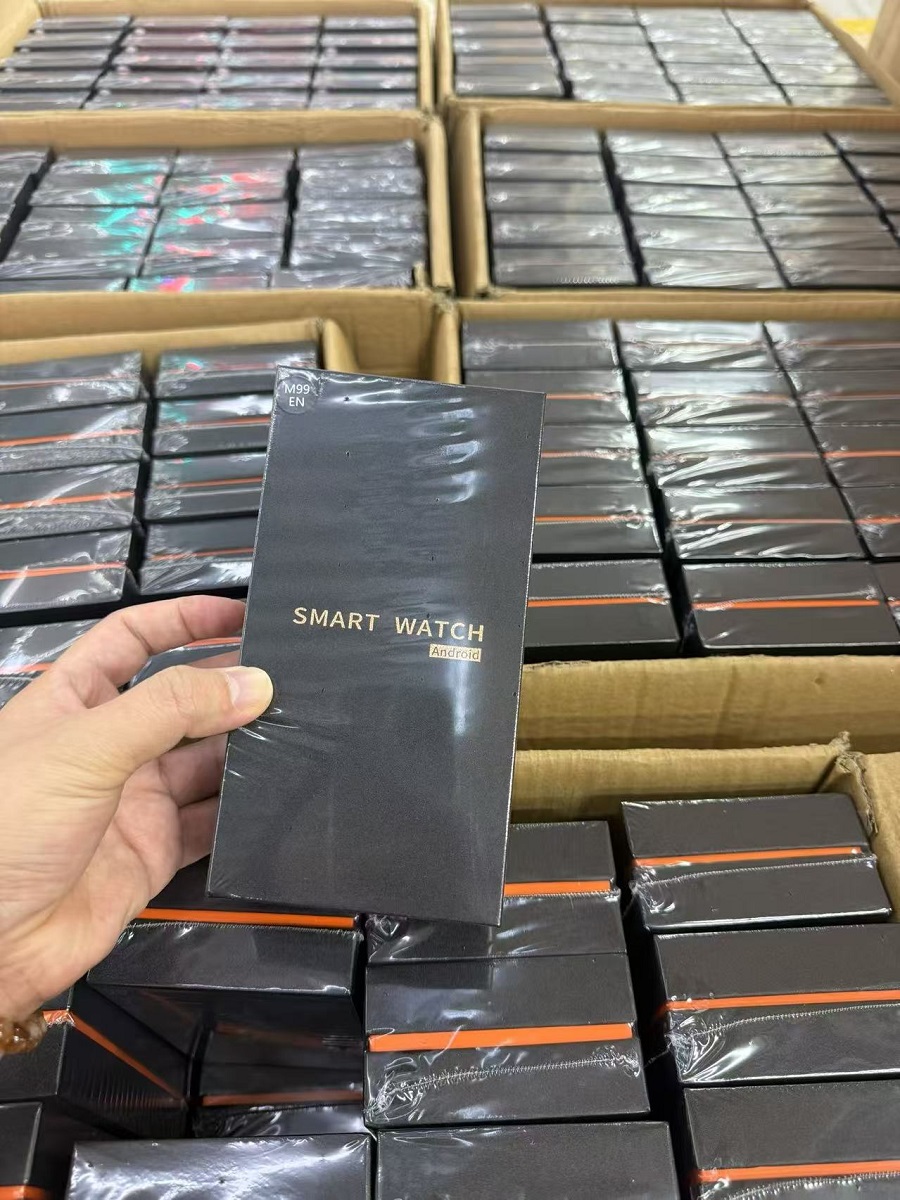 M99
EN
SMART WATCH
Android